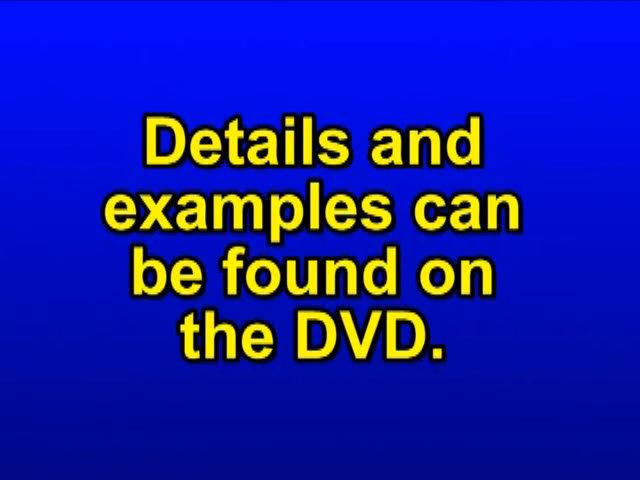 Details and
examples can
be found on
the DVD.